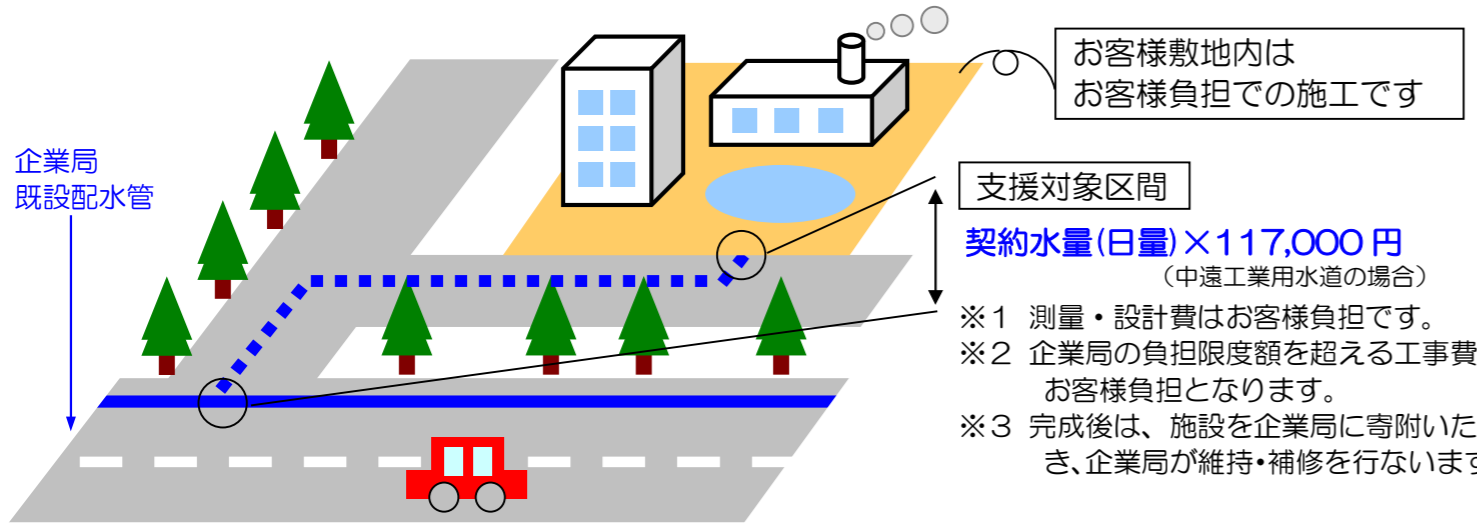 お客様敷地内は
お客様負担での施工です
企業局
既設配水管
支援対象区間
契約水量(日量)×117,000円
（中遠工業用水道の場合）
※1 測量・設計費はお客様負担です。
※2 企業局の負担限度額を超える工事費
お客様負担となります。
※3 完成後は、施設を企業局に寄附いた
き、企業局が維持・補修を行ないます